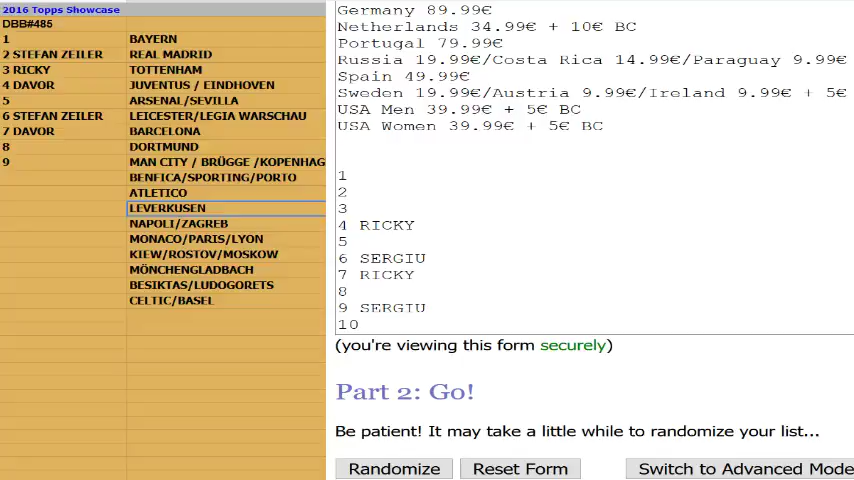 2016 Topps Showcase
DBB#485
1 BAYERN
2 STEFAN ZEILER REAL MADRID
3 RICKY TOTTENHAM
4 DAVOR JUVENTUS / EINDHOVEN
5 ARSENAL/SEVILLA
6 STEFAN ZEILER LEICESTER/LEGIA WARSCHAU
7 DAVOR BARCELONA
8 DORTMUND
9 MAN CITY / BRÜGGE /KOPENHAG
BENFICA/SPORTING/PORTO
ATLETICO
LEVERKUSEN
NAPOLI/ZAGREB
MONACO/PARIS/LYON
KIEW/ROSTOV/MOSKOW
MÖNCHENGLADBACH
BESIKTAS/LUDOGORETS
CELTIC/BASEL
Germany 89.99€
Netherlands 34.99€ + 10€ BC
Portugal 79.99€
Russia 19.99€/Costa Rica 14.99€/Paraguay 9.99€
Spain 49.99€
Sweden 19.99€/Austria 9.99€/Ireland 9.99€ + 5€
USA Men 39.99€ + 5€ BC
USA Women 39.99€ + 5€ BC
1
2
3
4 RICKY
5
6 SERGIU
7 RICKY
8
9 SERGIU
10
(you're viewing this form securely)
Part 2: Go!
Be patient! It may take a little while to randomize your list...
Randomize Reset Form Switch to Advanced Mode